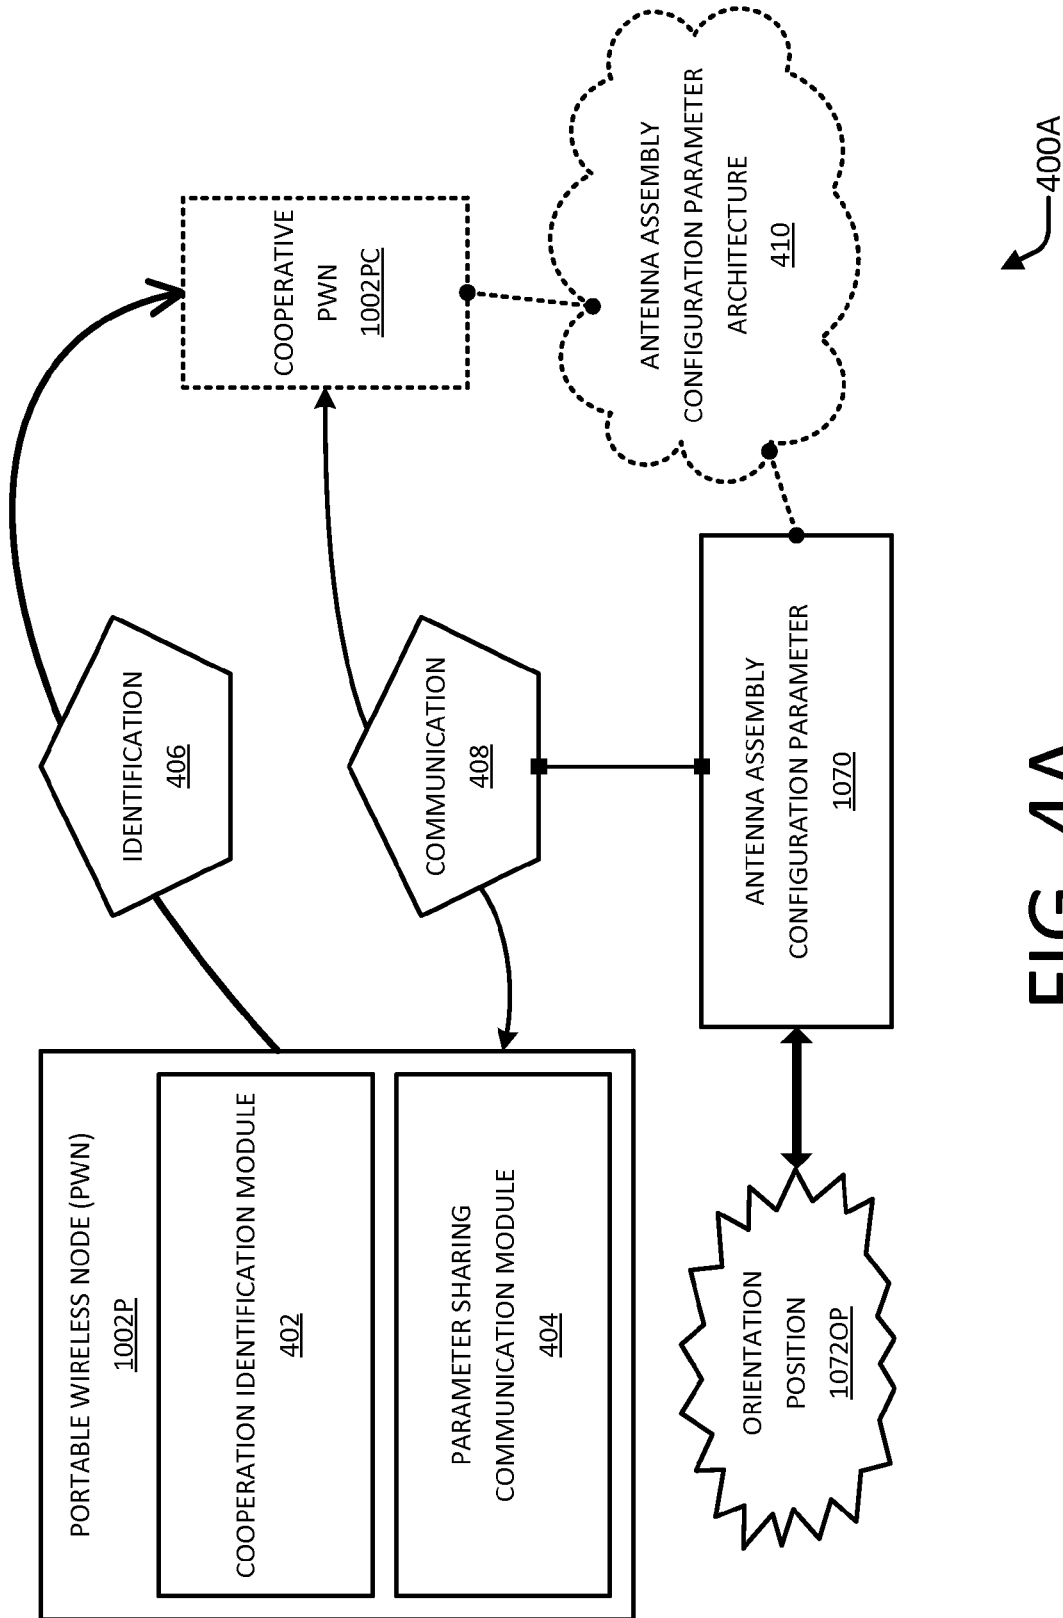 PORTABLE WIRELESS NODE (PWN)
1002P
COOPERATION IDENTIFICATION MODULE
402
PARAMETER SHARING
COMMUNICATION MODULE
404
IDENTIFICATION
406
COMMUNICATION
408
COOPERATIVE
PWN
1002PC
ORIENTATION
POSITION
1072OP
ANTENNA ASSEMBLY
CONFIGURATION PARAMETER
1070
ANTENNA ASSEMBLY
CONFIGURATION PARAMETER
ARCHITECTURE
410
400A
FIG. 4A